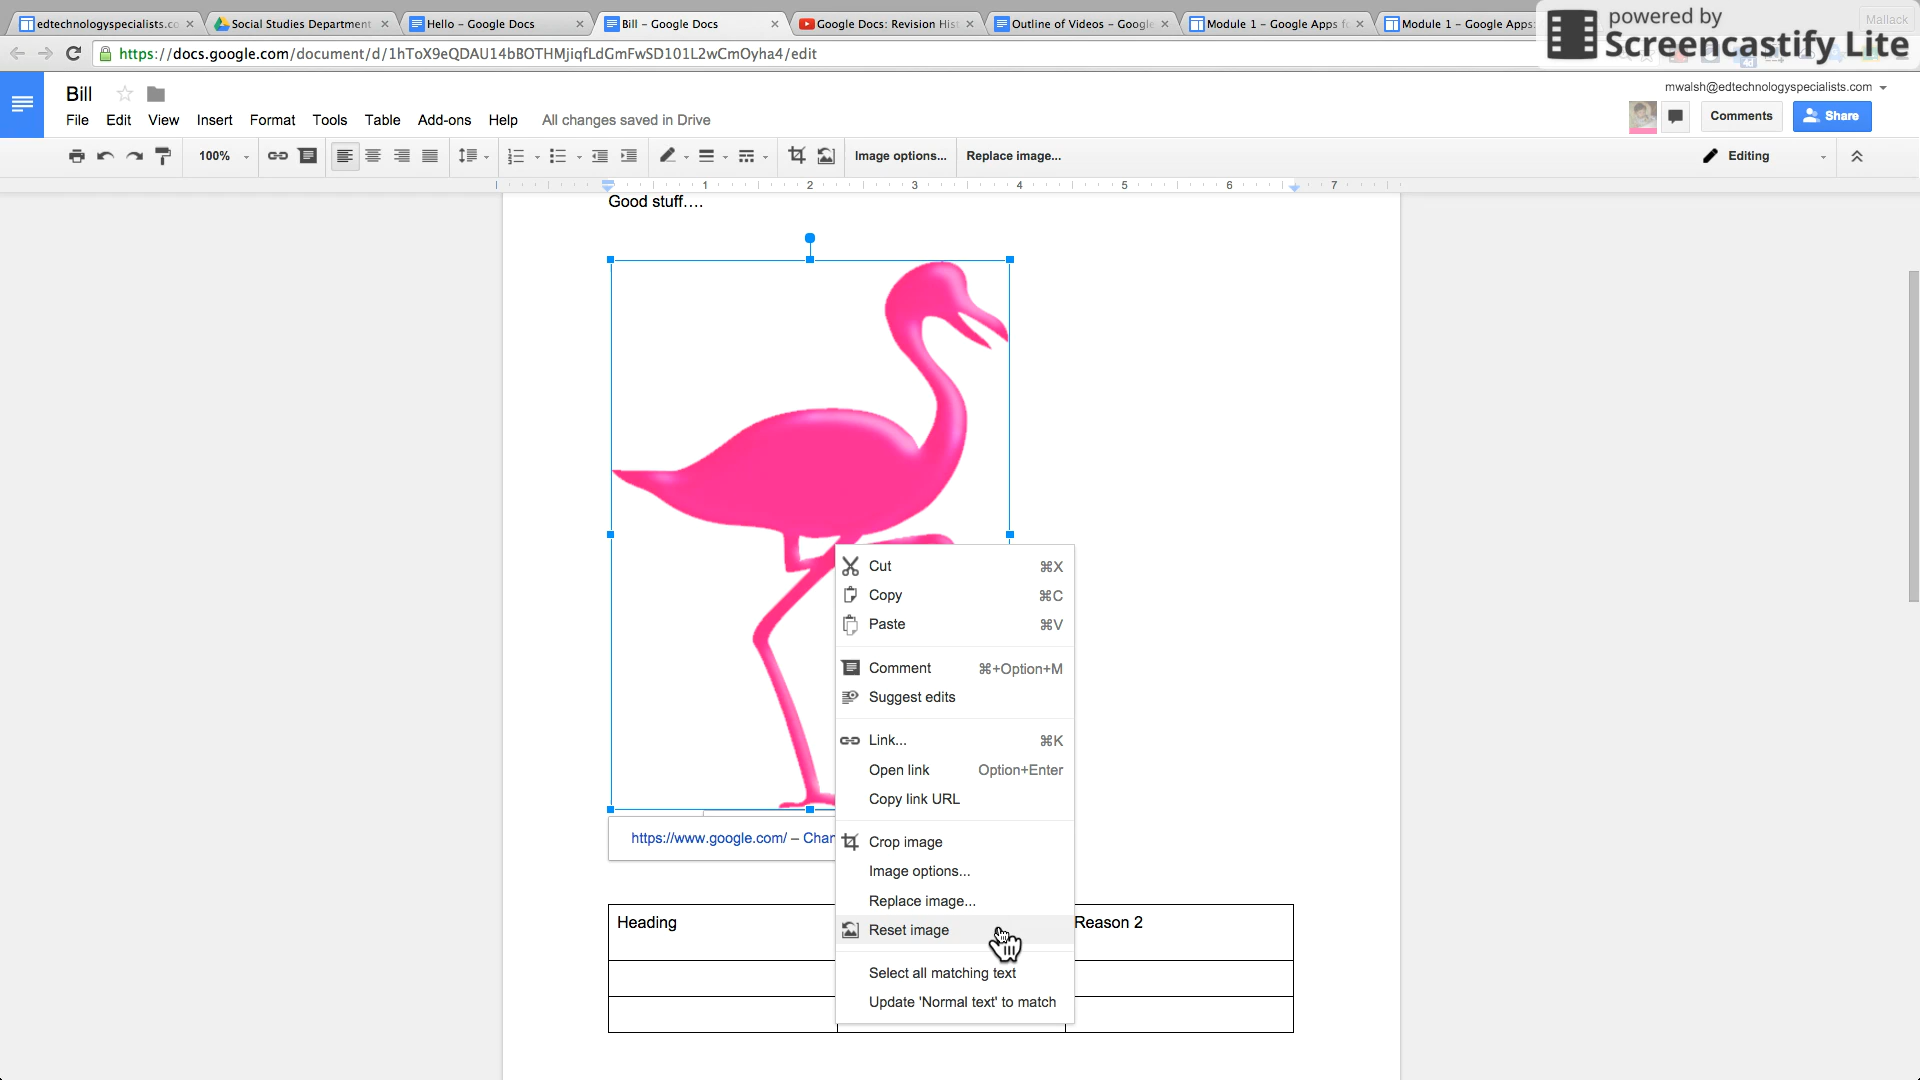 edtechnologyspecialists.co
Social Studies Department
Hello – Google Docs
Bill – Google Docs
Google Docs: Revision Hist
Outline of Videos – Google
Module 1 – Google Apps fo
Module 1 – Google Apps
Mallack
powered by
Screencastify Lite
https://docs.google.com/document/d/1hToX9eQDAU14bBOTHMjiqfLdGmFwSD101L2wCmOyha4/edit
Bill
mwalsh@edtechnologyspecialists.com
File Edit View Insert Format Tools Table Add-ons Help All changes saved in Drive
Comments
Share
100%
Image options...
Replace image...
Editing
1 2 3 4 5 6 7
Good stuff....
Cut ⌘X
Copy ⌘C
Paste ⌘V
Comment ⌘+Option+M
Suggest edits
Link... ⌘K
Open link Option+Enter
Copy link URL
https://www.google.com/ – Chan
Crop image
Image options...
Replace image...
Reset image
Select all matching text
Update 'Normal text' to match
Heading
Reason 2